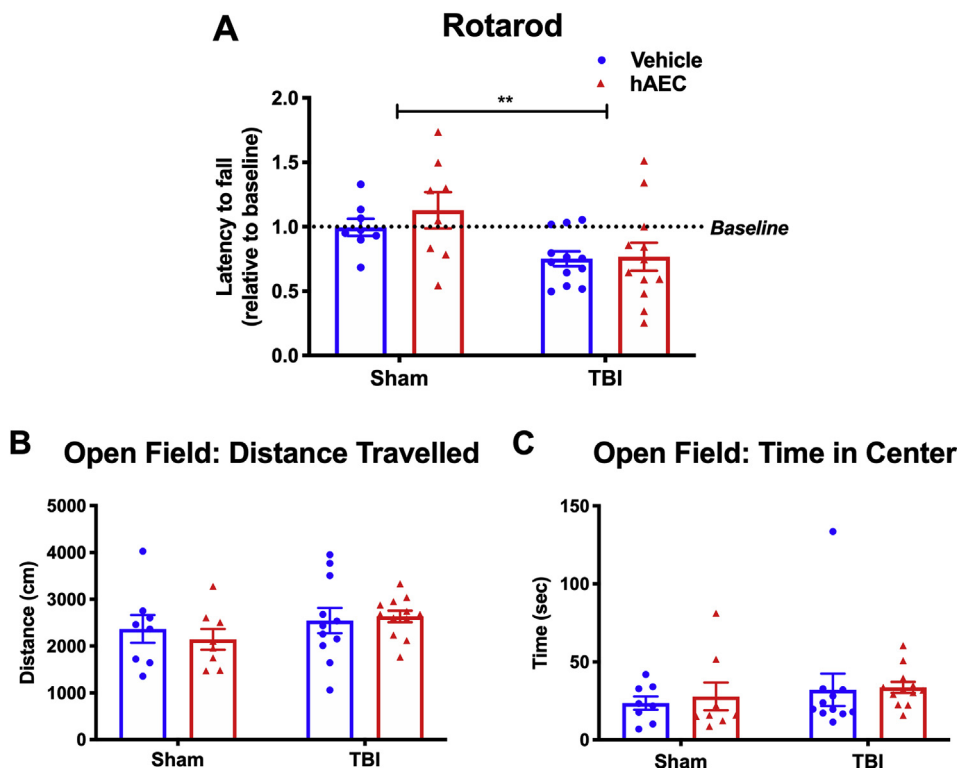 A
Rotarod
Vehicle
hAEC
**
2.0
1.5
1.0
0.5
0.0
Latency to fall
(relative to baseline)
Baseline
Sham
TBI
B
Open Field: Distance Travelled
5000
4000
3000
2000
1000
0
Distance (cm)
Sham
TBI
C
Open Field: Time in Center
150
100
50
0
Time (sec)
Sham
TBI